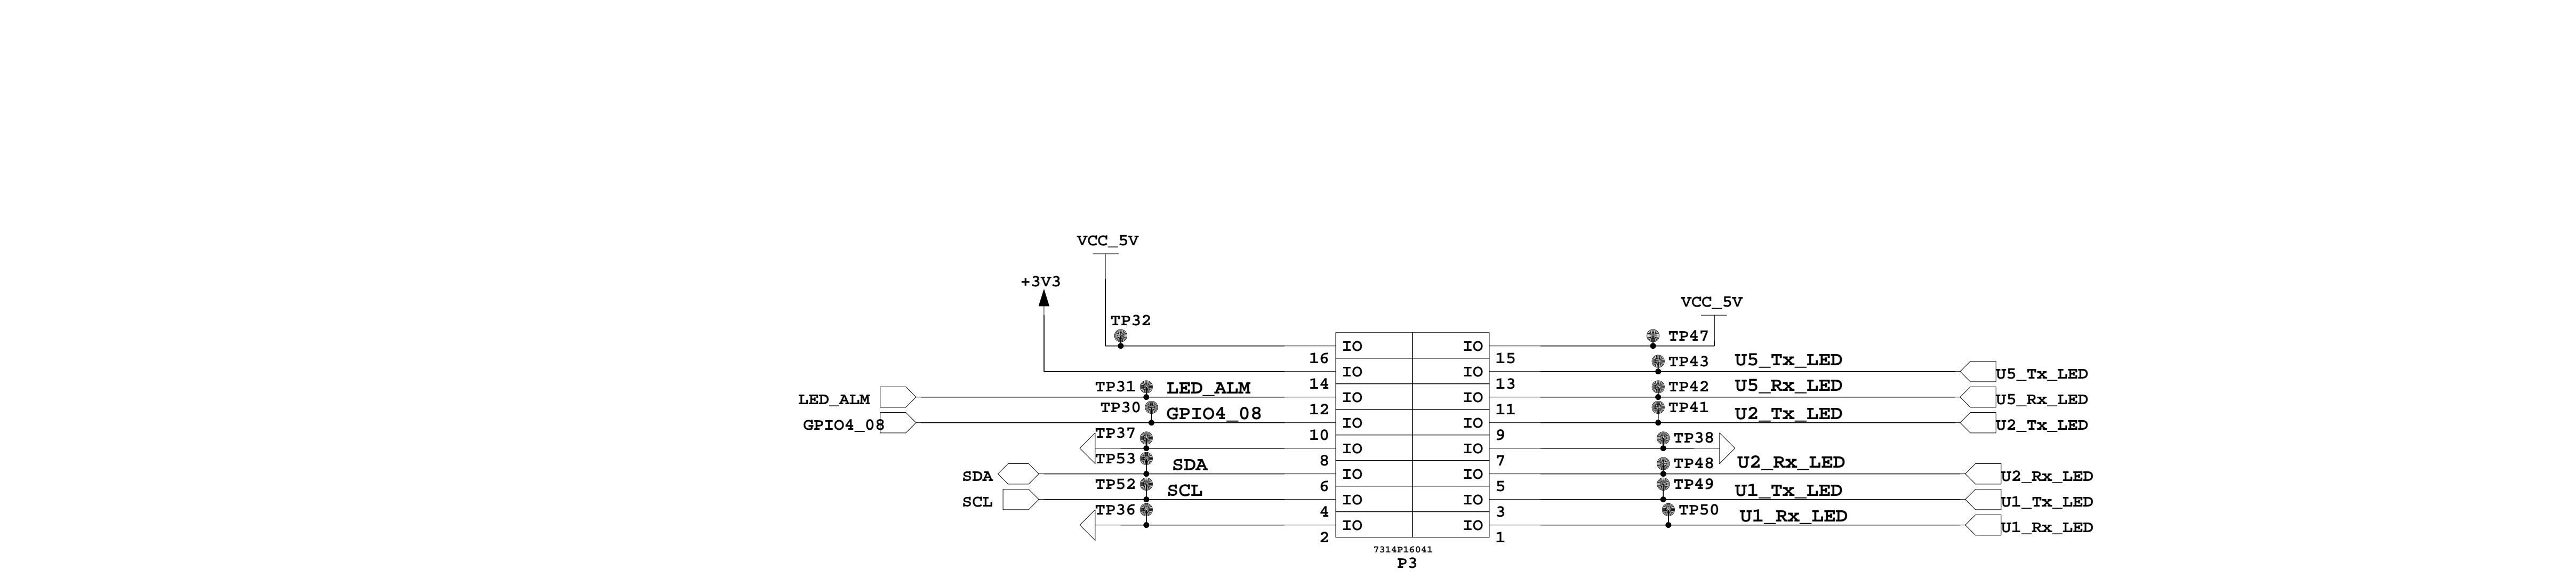 VCC_5V
+3V3
VCC_5V
TP32
TP47
IO IO
16 15
TP43 U5_Tx_LED
IO IO
U5_Tx_LED
14 13
TP31 LED_ALM
TP42 U5_Rx_LED
LED_ALM
IO IO
U5_Rx_LED
12 11
TP30 GPIO4_08
TP41 U2_Tx_LED
GPIO4_08
IO IO
U2_Tx_LED
10 9
TP37
TP38
IO IO
8 7
TP53 SDA
TP48 U2_Rx_LED
SDA
IO IO
U2_Rx_LED
6 5
TP52 SCL
TP49 U1_Tx_LED
SCL
IO IO
U1_Tx_LED
4 3
TP36
TP50 U1_Rx_LED
IO IO
U1_Rx_LED
2 1
7314P16041
P3